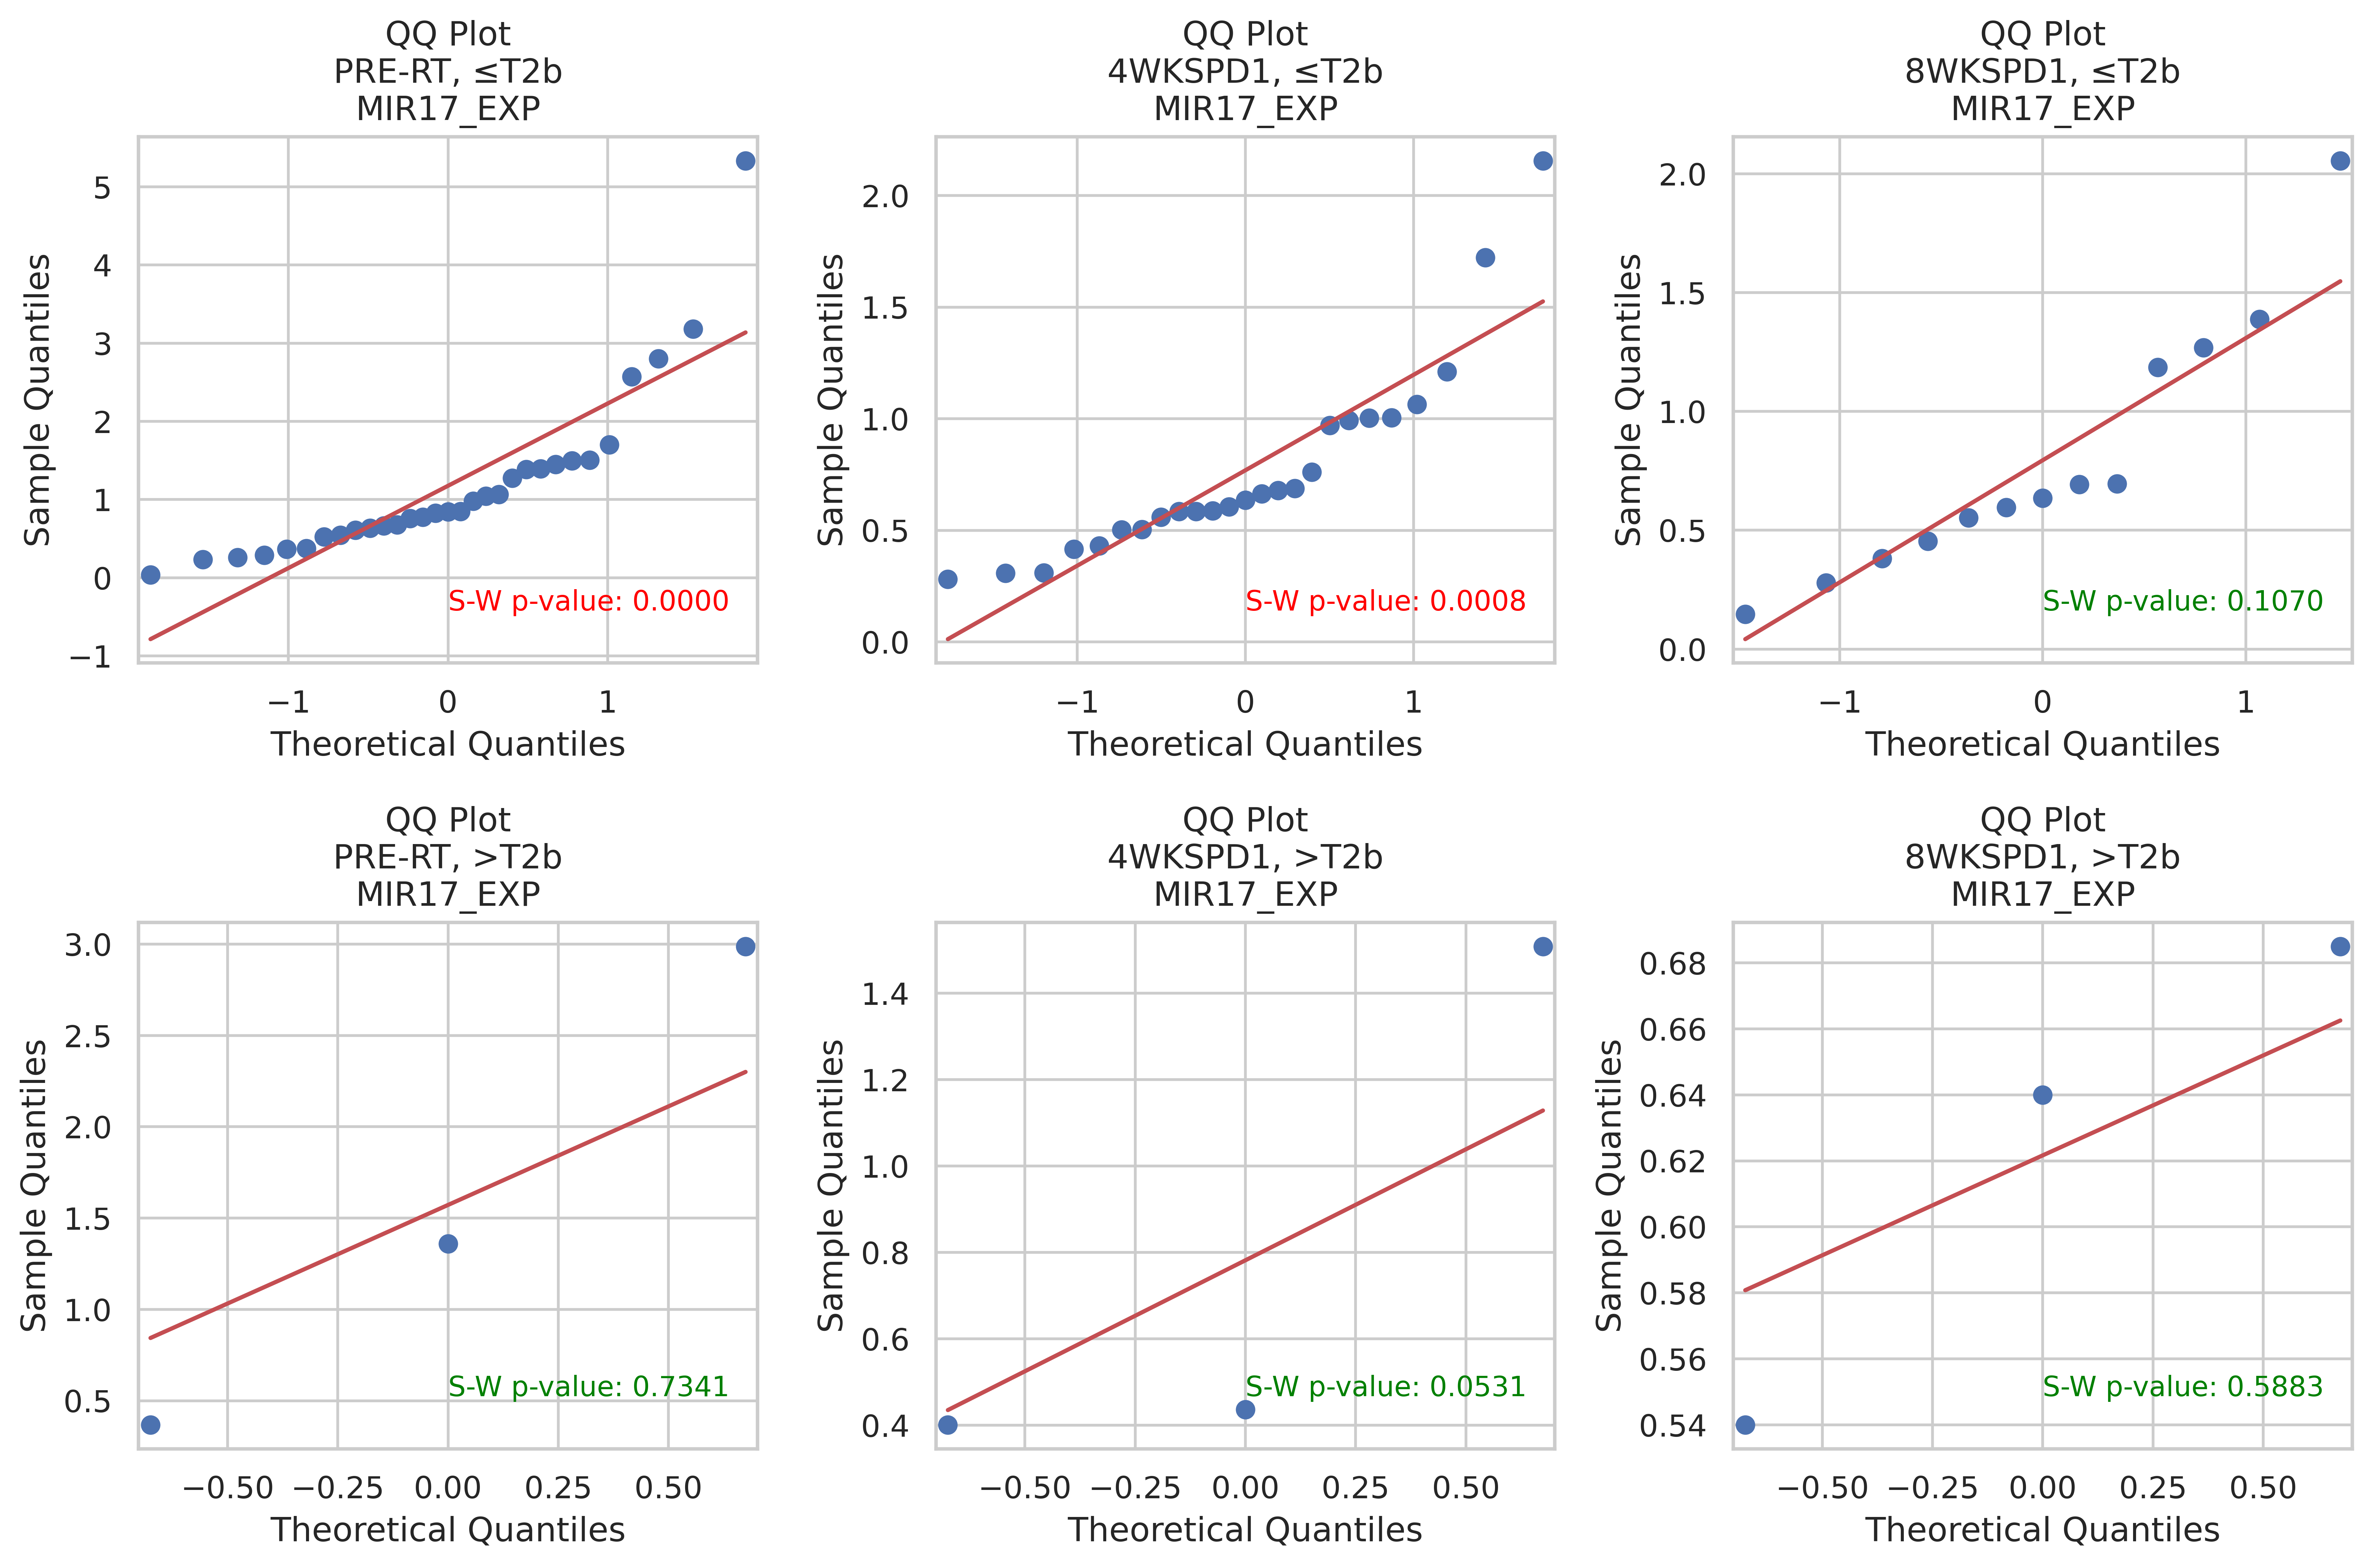 QQ Plot
PRE-RT, ≤T2b
MIR17_EXP
Sample Quantiles
5
4
3
2
1
0
−1
S-W p-value: 0.0000
−1
0
1
Theoretical Quantiles
QQ Plot
4WKSPD1, ≤T2b
MIR17_EXP
Sample Quantiles
2.0
1.5
1.0
0.5
0.0
S-W p-value: 0.0008
−1
0
1
Theoretical Quantiles
QQ Plot
8WKSPD1, ≤T2b
MIR17_EXP
Sample Quantiles
2.0
1.5
1.0
0.5
0.0
S-W p-value: 0.1070
−1
0
1
Theoretical Quantiles
QQ Plot
PRE-RT, >T2b
MIR17_EXP
Sample Quantiles
3.0
2.5
2.0
1.5
1.0
0.5
S-W p-value: 0.7341
−0.50
−0.25
0.00
0.25
0.50
Theoretical Quantiles
QQ Plot
4WKSPD1, >T2b
MIR17_EXP
Sample Quantiles
1.4
1.2
1.0
0.8
0.6
0.4
S-W p-value: 0.0531
−0.50
−0.25
0.00
0.25
0.50
Theoretical Quantiles
QQ Plot
8WKSPD1, >T2b
MIR17_EXP
Sample Quantiles
0.68
0.66
0.64
0.62
0.60
0.58
0.56
0.54
S-W p-value: 0.5883
−0.50
−0.25
0.00
0.25
0.50
Theoretical Quantiles